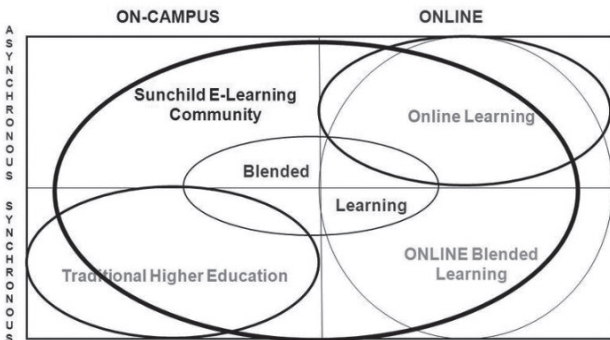 ON-CAMPUS
ONLINE
ASYNCHRONOUS
SYNCHRONOUS
Sunchild E-Learning
Community
Online Learning
Blended
Learning
Traditional Higher Education
ONLINE Blended
Learning